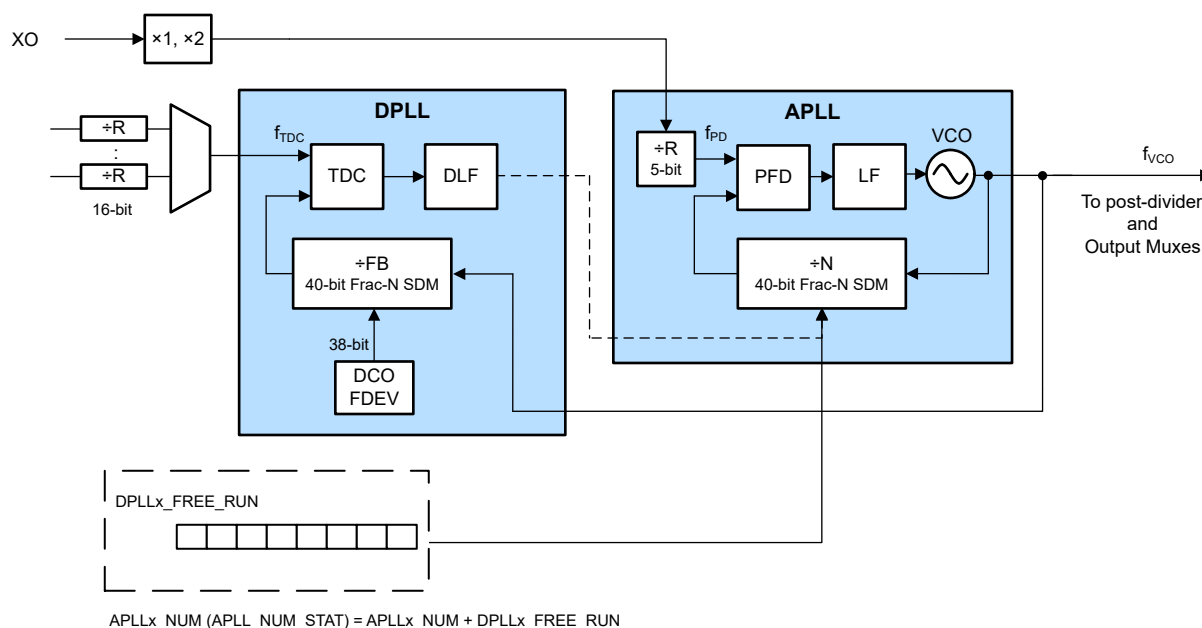 XO
×1, ×2
÷R
:
÷R
16-bit
DPLL
fTDC
TDC
DLF
÷FB
40-bit Frac-N SDM
38-bit
DCO
FDEV
APLL
÷R
5-bit
fPD
PFD
LF
VCO
÷N
40-bit Frac-N SDM
fVCO
To post-divider
and
Output Muxes
DPLLx_FREE_RUN
APLLx_NUM (APLL_NUM_STAT) = APLLx_NUM + DPLLx_FREE_RUN